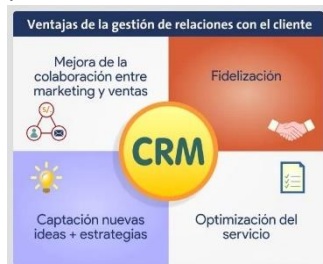 Ventajas de la gestión de relaciones con el cliente
Mejora de la
colaboración entre
marketing y ventas
Fidelización
S/.
CRM
Captación nuevas
ideas + estrategias
Optimización del
servicio